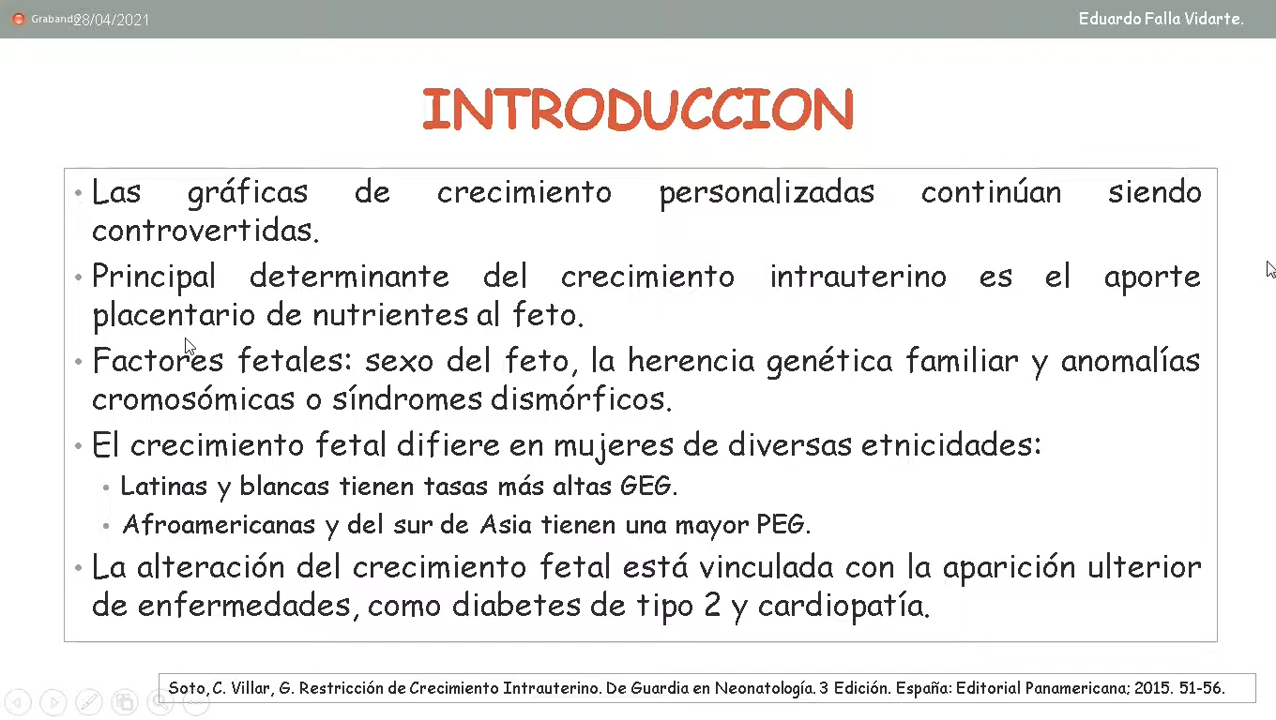 Grabando
28/04/2021
Eduardo Falla Vidarte.
INTRODUCCION
• Las gráficas de crecimiento personalizadas continúan siendo
controvertidas.
• Principal determinante del crecimiento intrauterino es el aporte
placentario de nutrientes al feto.
• Factores fetales: sexo del feto, la herencia genética familiar y anomalías
cromosómicas o síndromes dismórficos.
• El crecimiento fetal difiere en mujeres de diversas etnicidades:
• Latinas y blancas tienen tasas más altas GEG.
• Afroamericanas y del sur de Asia tienen una mayor PEG.
• La alteración del crecimiento fetal está vinculada con la aparición ulterior
de enfermedades, como diabetes de tipo 2 y cardiopatía.
Soto, C. Villar, G. Restricción de Crecimiento Intrauterino. De Guardia en Neonatología. 3 Edición. España: Editorial Panamericana; 2015. 51-56.